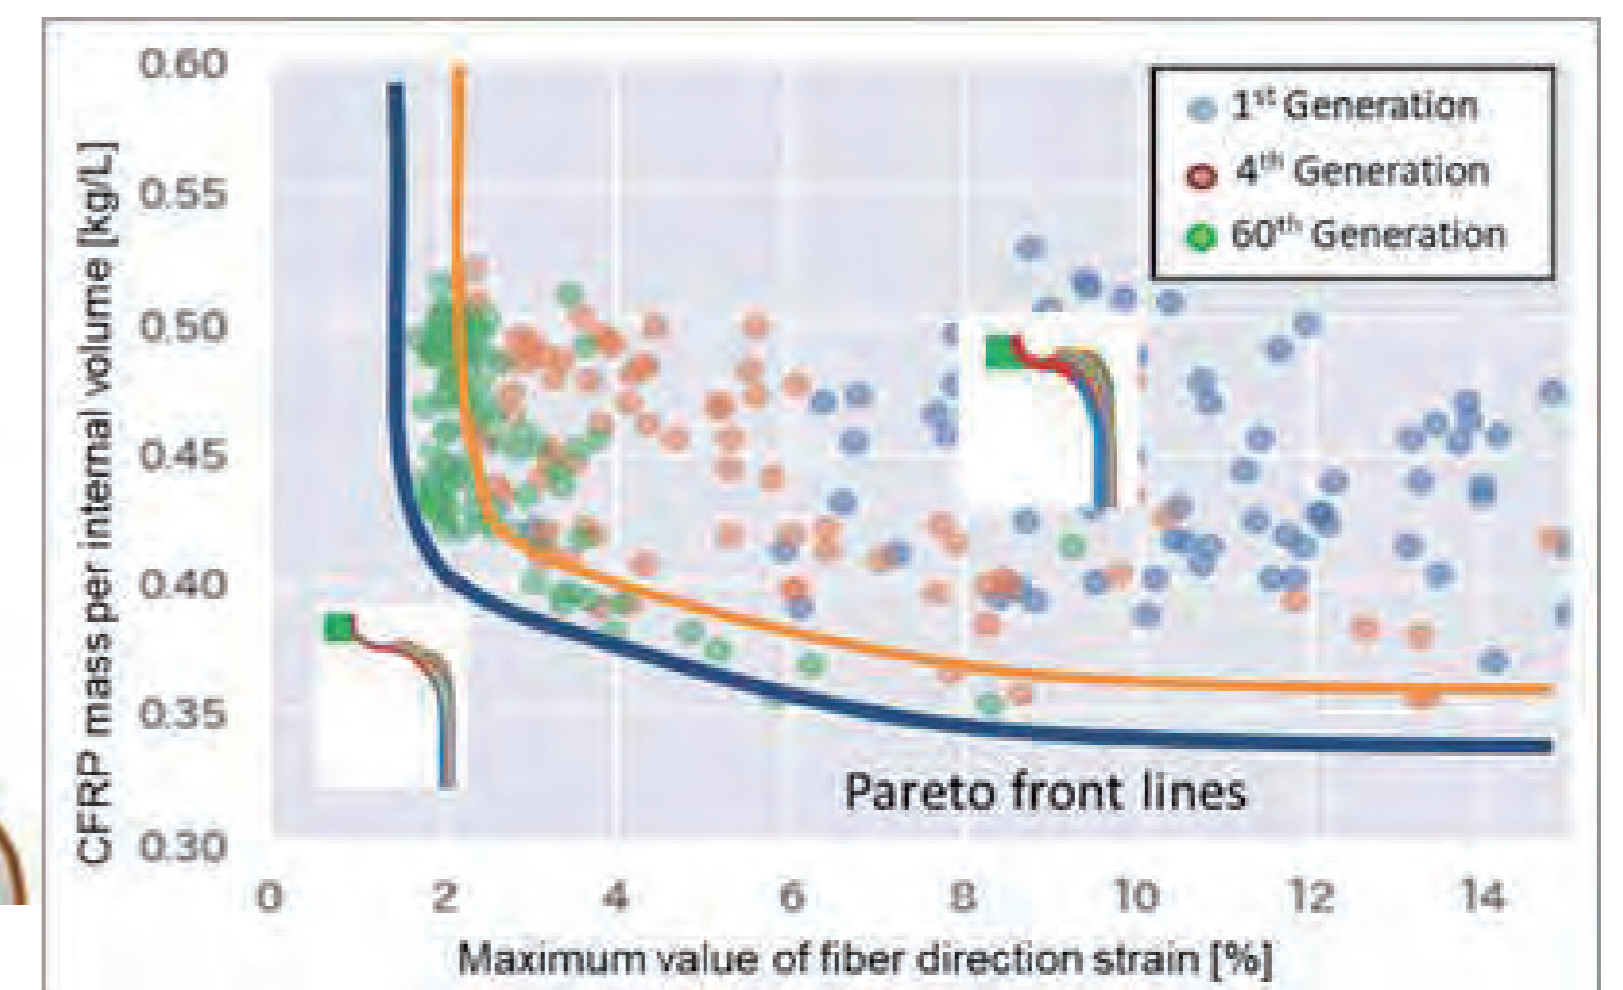 CFRP mass per internal volume [kg/L]
0.60
0.55
0.50
0.45
0.40
0.35
0.30
1st Generation
4th Generation
60th Generation
Pareto front lines
0 2 4 6 8 10 12 14
Maximum value of fiber direction strain [%]